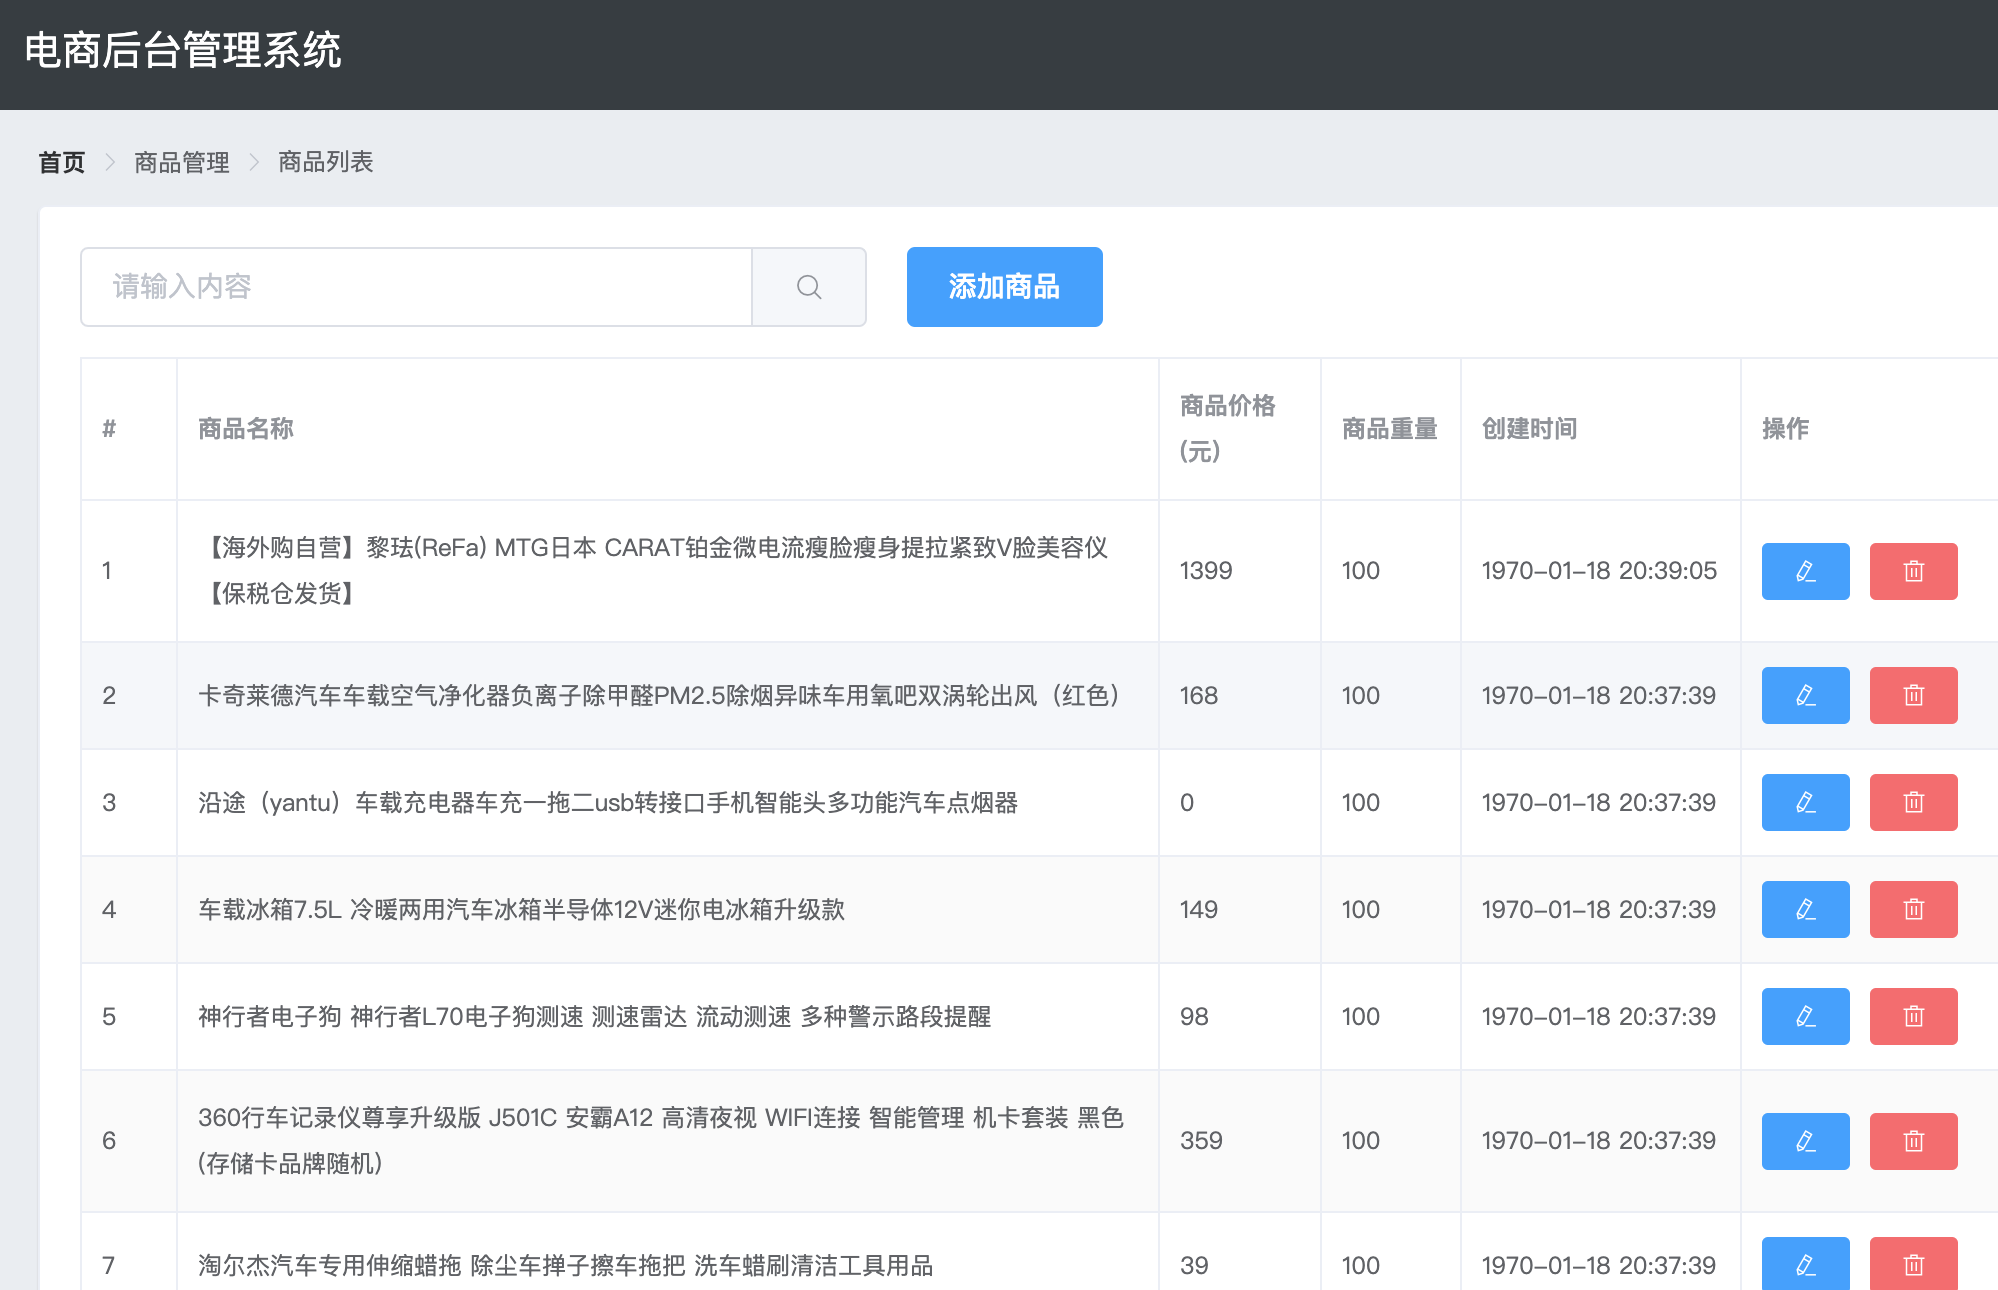 电商后台管理系统
首页 商品管理 商品列表
请输入内容 添加商品
# 商品名称 商品价格(元) 商品重量 创建时间 操作
1 【海外购自营】黎珐(ReFa) MTG日本 CARAT铂金微电流瘦脸瘦身提拉紧致V脸美容仪
【保税仓发货】 1399 100 1970-01-18 20:39:05
2 卡奇莱德汽车车载空气净化器负离子除甲醛PM2.5除烟异味车用氧吧双涡轮出风（红色） 168 100 1970-01-18 20:37:39
3 沿途（yantu）车载充电器车充一拖二usb转接口手机智能头多功能汽车点烟器 0 100 1970-01-18 20:37:39
4 车载冰箱7.5L 冷暖两用汽车冰箱半导体12V迷你电冰箱升级款 149 100 1970-01-18 20:37:39
5 神行者电子狗 神行者L70电子狗测速 测速雷达 流动测速 多种警示路段提醒 98 100 1970-01-18 20:37:39
6 360行车记录仪尊享升级版 J501C 安霸A12 高清夜视 WIFI连接 智能管理 机卡套装 黑色
(存储卡品牌随机) 359 100 1970-01-18 20:37:39
7 淘尔杰汽车专用伸缩蜡拖 除尘车掸子擦车拖把 洗车蜡刷清洁工具用品 39 100 1970-01-18 20:37:39